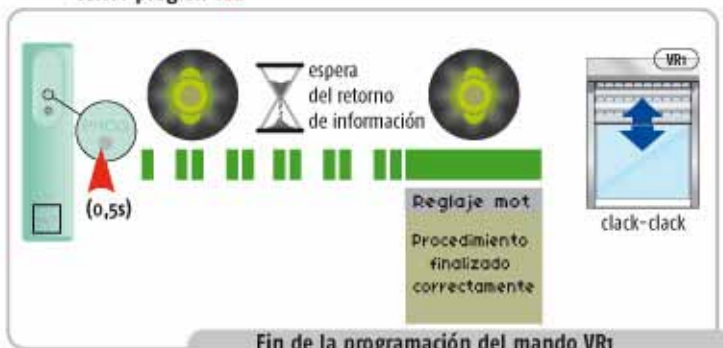 PROG
(0,5s)
espera
del retorno
de información
Reglaje mot
Procedimiento
finalizado
correctamente
VR1
clack-clack
Fin de la programación del mando VR1